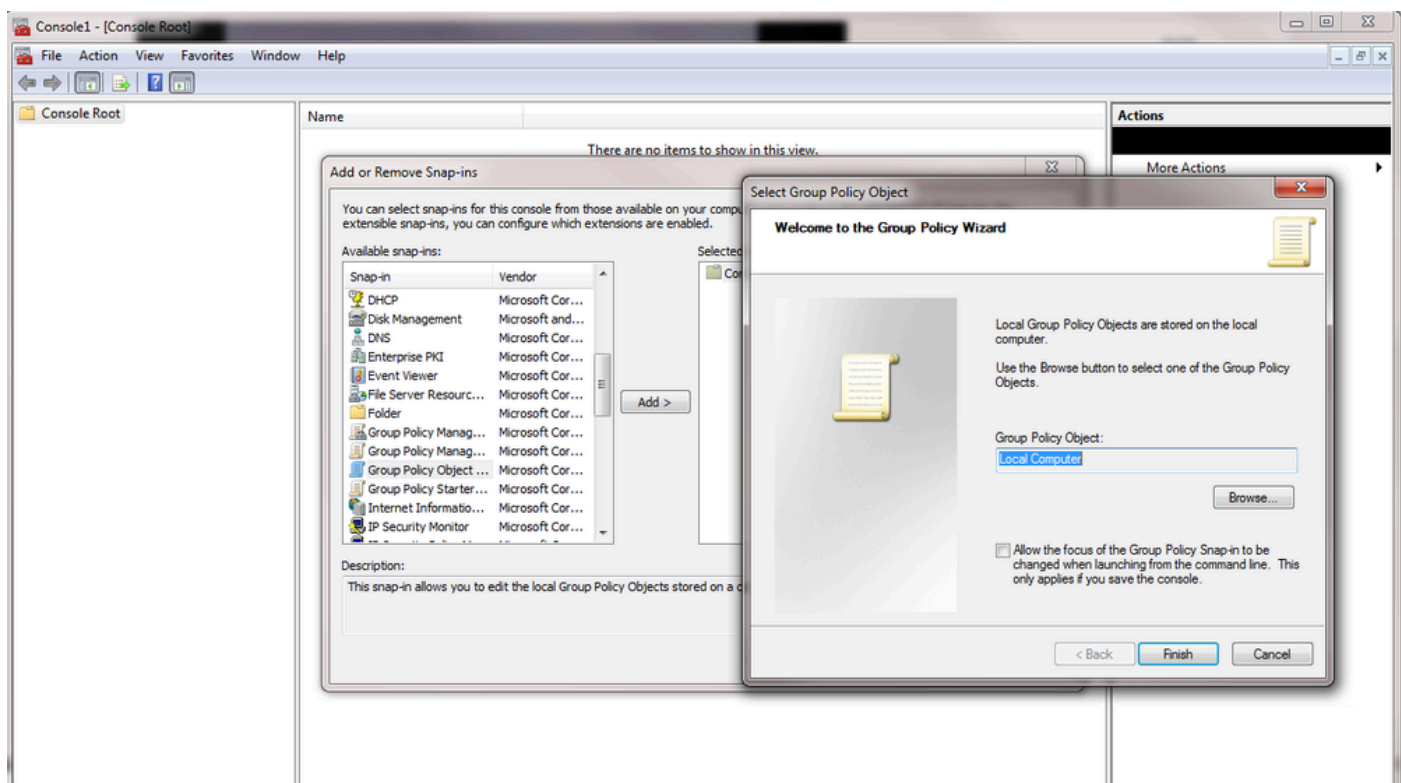 Console1 - [Console Root]
File Action View Favorites Window Help
Console Root
Name
There are no items to show in this view.
Actions
More Actions
Add or Remove Snap-ins
You can select snap-ins for this console from those available on your compu
extensible snap-ins, you can configure which extensions are enabled.
Available snap-ins:
Snap-in Vendor
DHCP Microsoft Cor...
Disk Management Microsoft and...
DNS Microsoft Cor...
Enterprise PKI Microsoft Cor...
Event Viewer Microsoft Cor...
File Server Resourc... Microsoft Cor...
Folder Microsoft Cor...
Group Policy Manag... Microsoft Cor...
Group Policy Manag... Microsoft Cor...
Group Policy Object ... Microsoft Cor...
Group Policy Starter... Microsoft Cor...
Internet Informatio... Microsoft Cor...
IP Security Monitor Microsoft Cor...
Add >
Selected
Con
Description:
This snap-in allows you to edit the local Group Policy Objects stored on a c
Select Group Policy Object
Welcome to the Group Policy Wizard
Local Group Policy Objects are stored on the local
computer.
Use the Browse button to select one of the Group Policy
Objects.
Group Policy Object:
Local Computer
Browse...
Allow the focus of the Group Policy Snap-in to be
changed when launching from the command line. This
only applies if you save the console.
< Back Finish Cancel